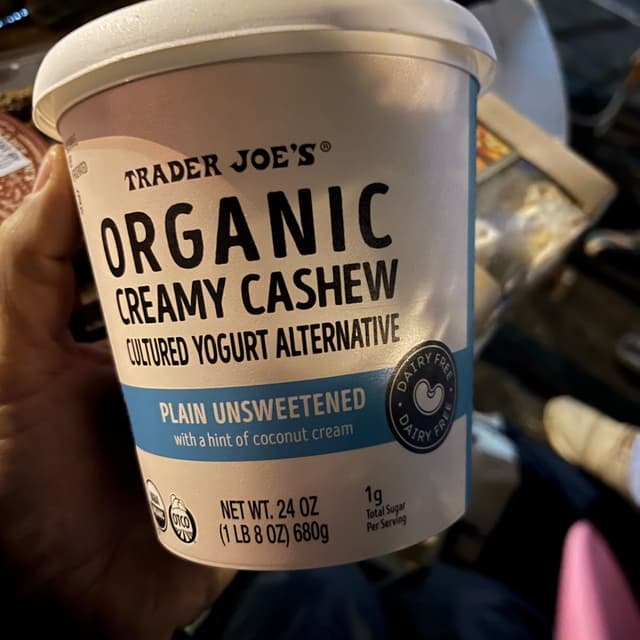 TRADER JOE'S®
ORGANIC
CREAMY CASHEW
CULTURED YOGURT ALTERNATIVE
PLAIN UNSWEETENED
with a hint of coconut cream
DAIRY FREE • DAIRY FREE •
NET WT. 24 OZ
(1 LB 8 OZ) 680g
1g
Total Sugar
Per Serving